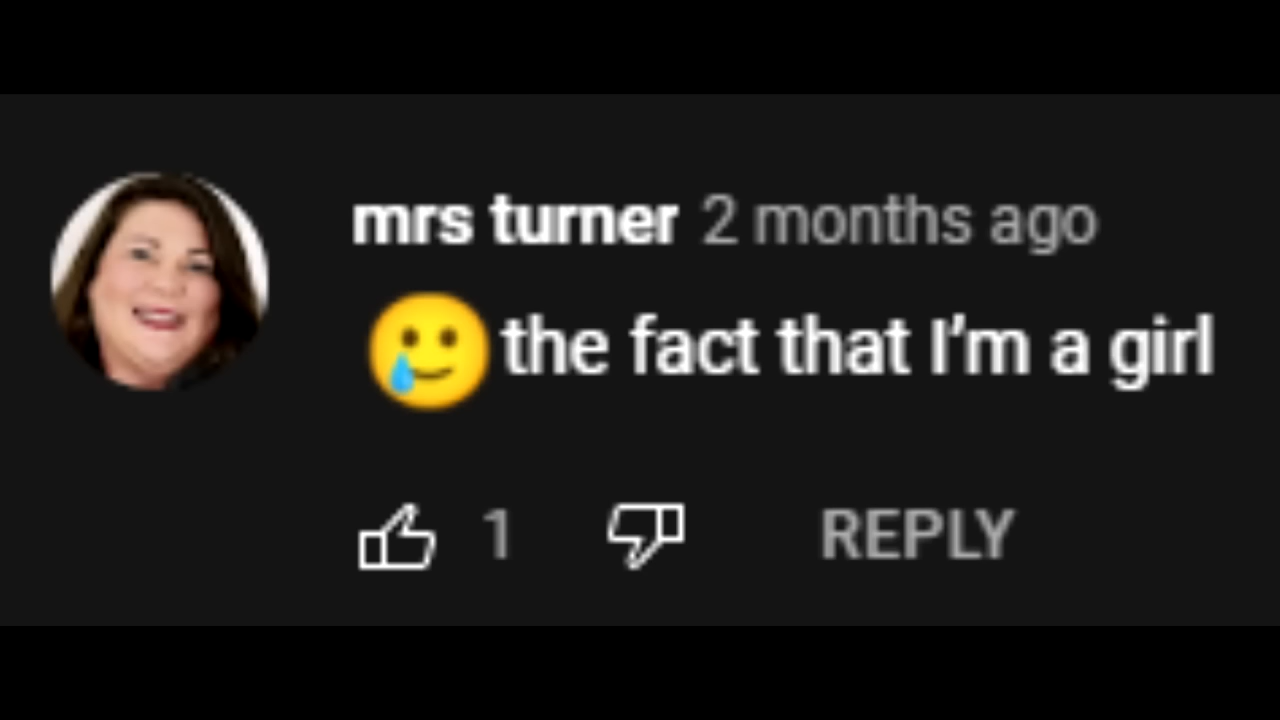 mrs turner 2 months ago
🥲the fact that I'm a girl
1 REPLY